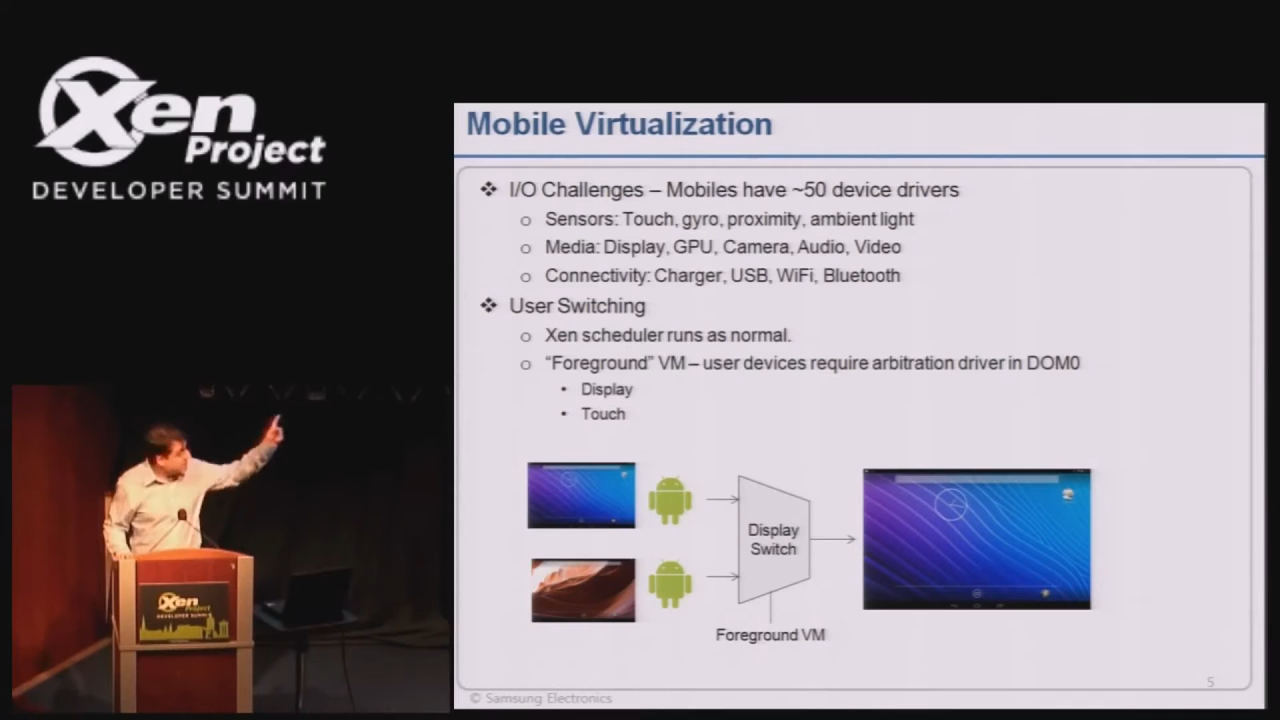 Xen
Project
DEVELOPER SUMMIT
Mobile Virtualization
❖ I/O Challenges – Mobiles have ~50 device drivers
o Sensors: Touch, gyro, proximity, ambient light
o Media: Display, GPU, Camera, Audio, Video
o Connectivity: Charger, USB, WiFi, Bluetooth
❖ User Switching
o Xen scheduler runs as normal.
o “Foreground” VM – user devices require arbitration driver in DOM0
• Display
• Touch
Display
Switch
Foreground VM
5
© Samsung Electronics
Xen
Project
DEVELOPER SUMMIT